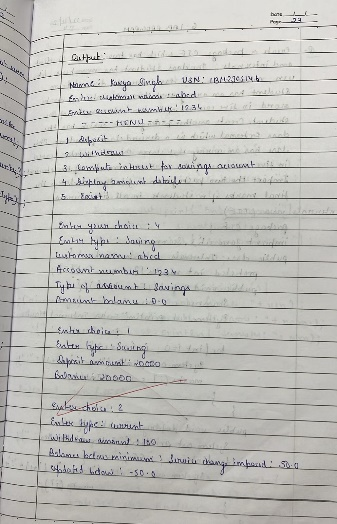 Date / /
Page 27
Output:
Name: Kavya Singh USN:
Enter customer name: abcd
Enter account number: 1234
- - - - MENU - - - - -
1. Deposit
2. Withdraw
3. Compute interest for savings account
4. Display account details
5. Exit
Enter your choice: 4
Enter type: Saving
Customer name: abcd
Account number: 1234
Type of account: Savings
Amount balance: 0.0
Enter choice: 1
Enter type: Saving
Deposit amount: 20000
Balance: 20000
Enter choice: 2
Enter type: current
Withdraw amount: 150
Balance below minimum: Service charge imposed: 50.0
Updated : -50.0